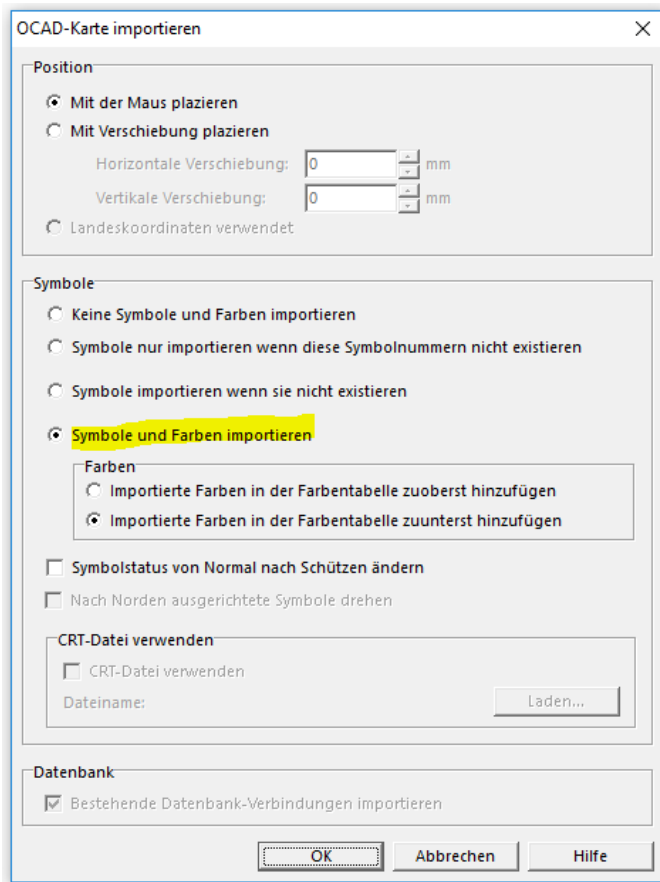 OCAD-Karte importieren
Position
Mit der Maus plazieren
Mit Verschiebung plazieren
Horizontale Verschiebung: 0 mm
Vertikale Verschiebung: 0 mm
Landeskoordinaten verwendet
Symbole
Keine Symbole und Farben importieren
Symbole nur importieren wenn diese Symbolnummern nicht existieren
Symbole importieren wenn sie nicht existieren
Symbole und Farben importieren
Farben
Importierte Farben in der Farbentabelle zuoberst hinzufügen
Importierte Farben in der Farbentabelle zuunterst hinzufügen
Symbolstatus von Normal nach Schützen ändern
Nach Norden ausgerichtete Symbole drehen
CRT-Datei verwenden
CRT-Datei verwenden
Dateiname: Laden...
Datenbank
Bestehende Datenbank-Verbindungen importieren
OK Abbrechen Hilfe